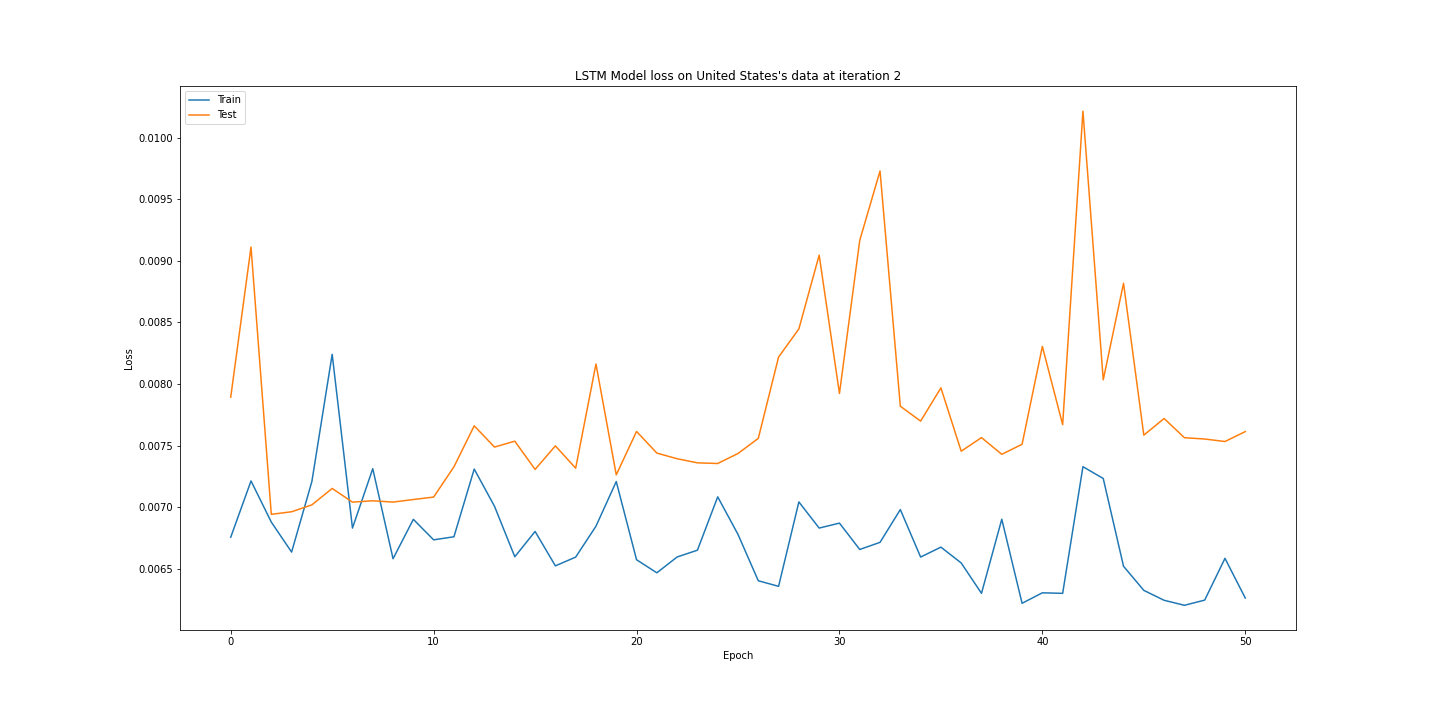 LSTM Model loss on United States's data at iteration 2
Train
Test
0.0100
0.0095
0.0090
0.0085
0.0080
0.0075
0.0070
0.0065
Loss
0 10 20 30 40 50
Epoch